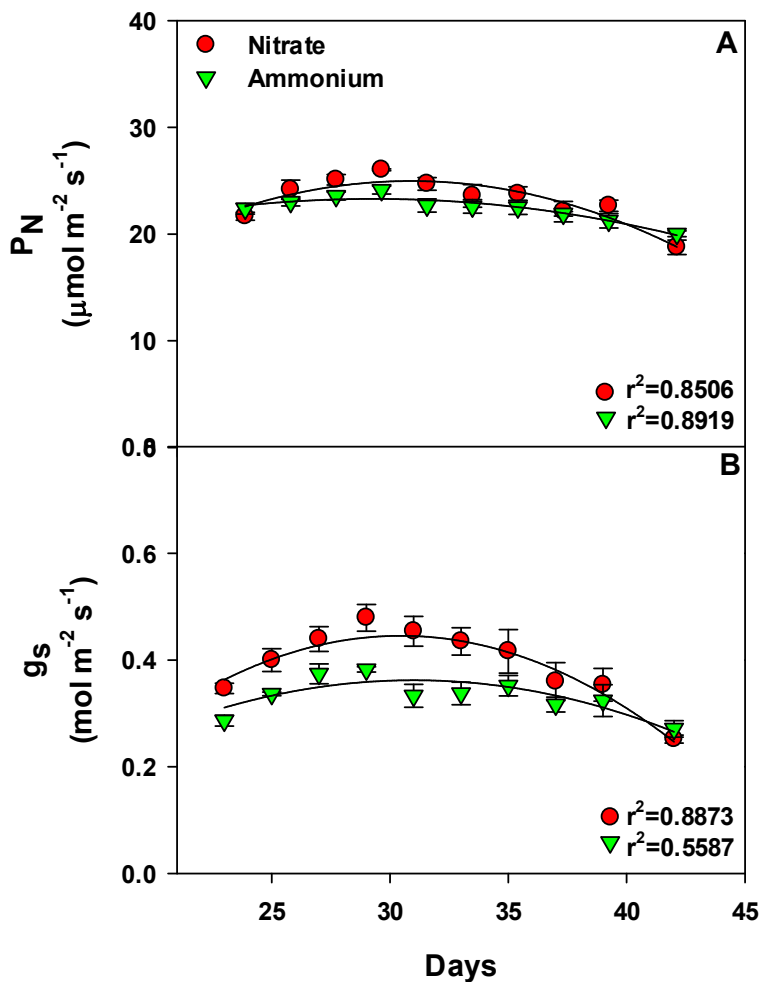 40
A
Nitrate
Ammonium
30
20
10
P_N
(μmol m⁻² s⁻¹)
r²=0.8506
r²=0.8919
0.8
B
0.6
0.4
0.2
0.0
g_s
(mol m⁻² s⁻¹)
r²=0.8873
r²=0.5587
25 30 35 40 45
Days